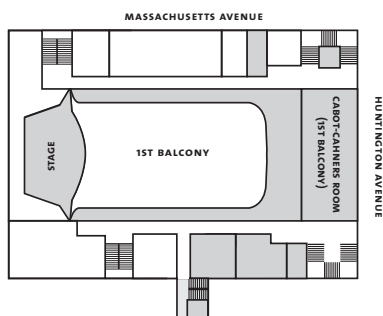 MASSACHUSETTS AVENUE
STAGE
1ST BALCONY
CABOT-CAHNERS ROOM
(1ST BALCONY)
HUNTINGTON AVENUE